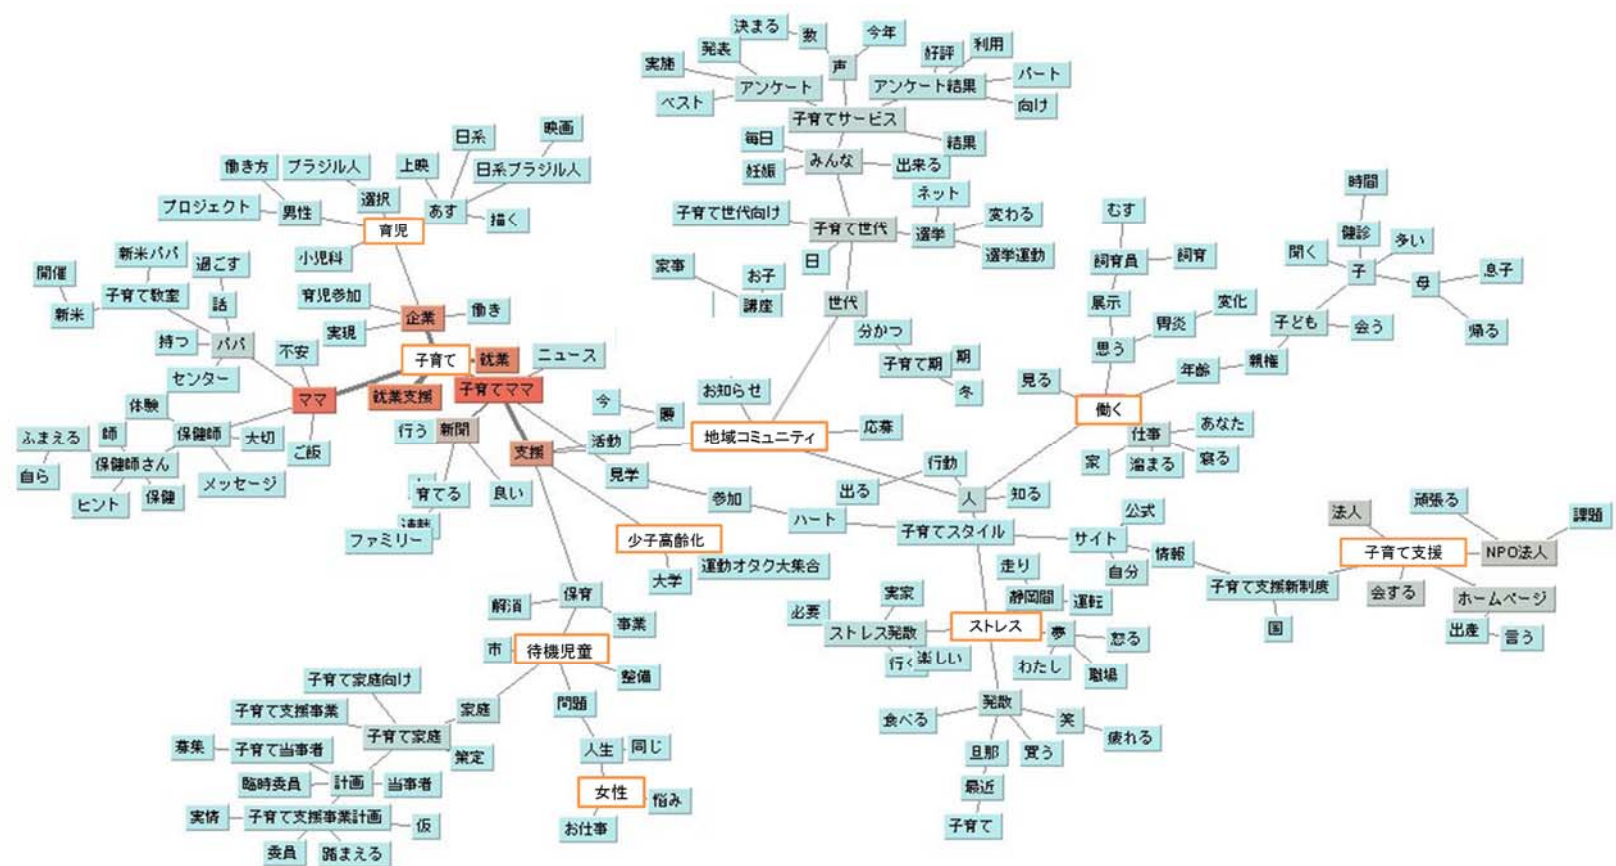 決まる
数
今年
発表
好評
利用
実施
声
パート
アンケート
アンケート結果
ベスト
向け
子育てサービス
結果
毎日
みんな
出来る
妊娠
ネット
子育て世代向け
変わる
子育て世代
選挙
選挙運動
日
家事
お子
講座
世代
分かつ
子育て期
期
冬
映画
日系
働き方
ブラジル人
上映
日系ブラジル人
選択
プロジェクト
男性
あす
描く
育児
小児科
新米パパ
過ごす
開催
子育て教室
話
新米
育児参加
働き
企業
持つ
パパ
実現
不安
子育て
就業
ニュース
センター
就業支援
子育てママ
ママ
体験
ふまえる
師
保健師
大切
行う
新聞
今
腰
自ら
保健師さん
ご飯
支援
活動
メッセージ
ヒント
保健
育てる
良い
見学
ファミリー
お知らせ
地域コミュニティ
応募
参加
出る
行動
人
知る
ハート
子育てスタイル
少子高齢化
大学
運動オタク大集合
むす
飼育員
飼育
展示
胃炎
変化
思う
見る
年齢
親権
働く
仕事
あなた
家
溜まる
寝る
時間
健診
聞く
多い
子
母
息子
子ども
会う
帰る
公式
サイト
情報
自分
法人
頑張る
課題
子育て支援
NPO法人
子育て支援新制度
会する
ホームページ
国
出産
言う
走り
実家
静岡間
運転
必要
ストレス発散
ストレス
夢
怒る
行く
楽しい
わたし
職場
発散
食べる
笑
疲れる
旦那
買う
最近
子育て
解消
保育
事業
市
待機児童
整備
子育て家庭向け
子育て支援事業
家庭
問題
子育て家庭
募集
子育て当事者
策定
人生
同じ
臨時委員
計画
当事者
女性
悩み
実情
子育て支援事業計画
仮
お仕事
委員
踏まえる